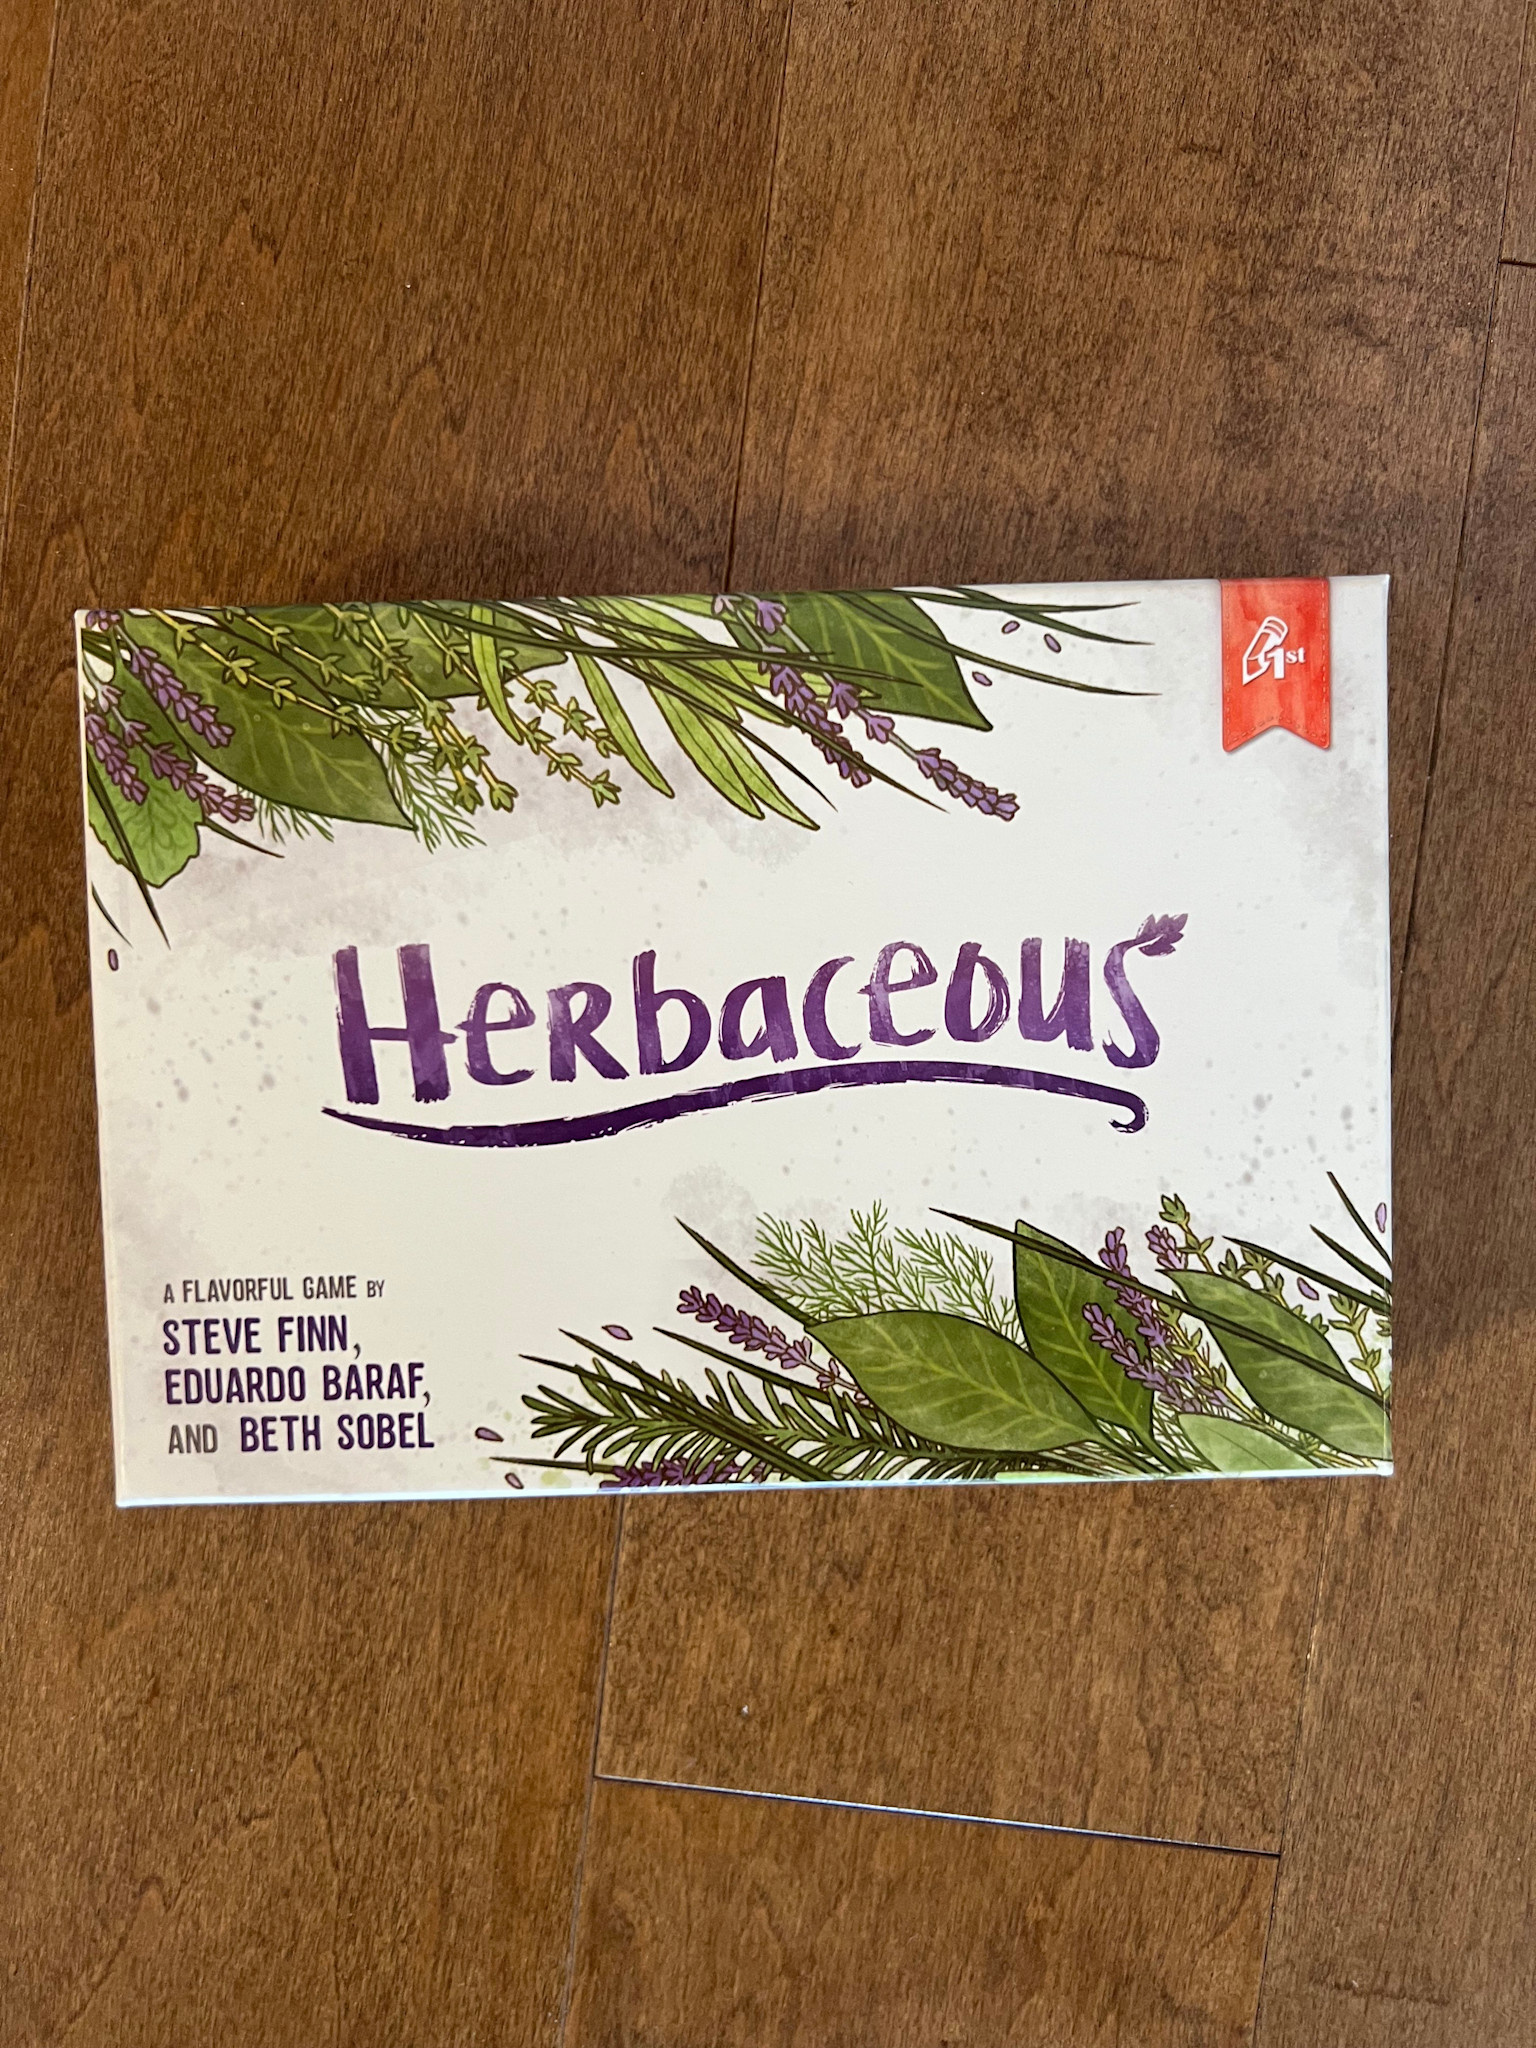 1st
Herbaceous
A FLAVORFUL GAME BY
STEVE FINN,
EDUARDO BARAF,
AND BETH SOBEL